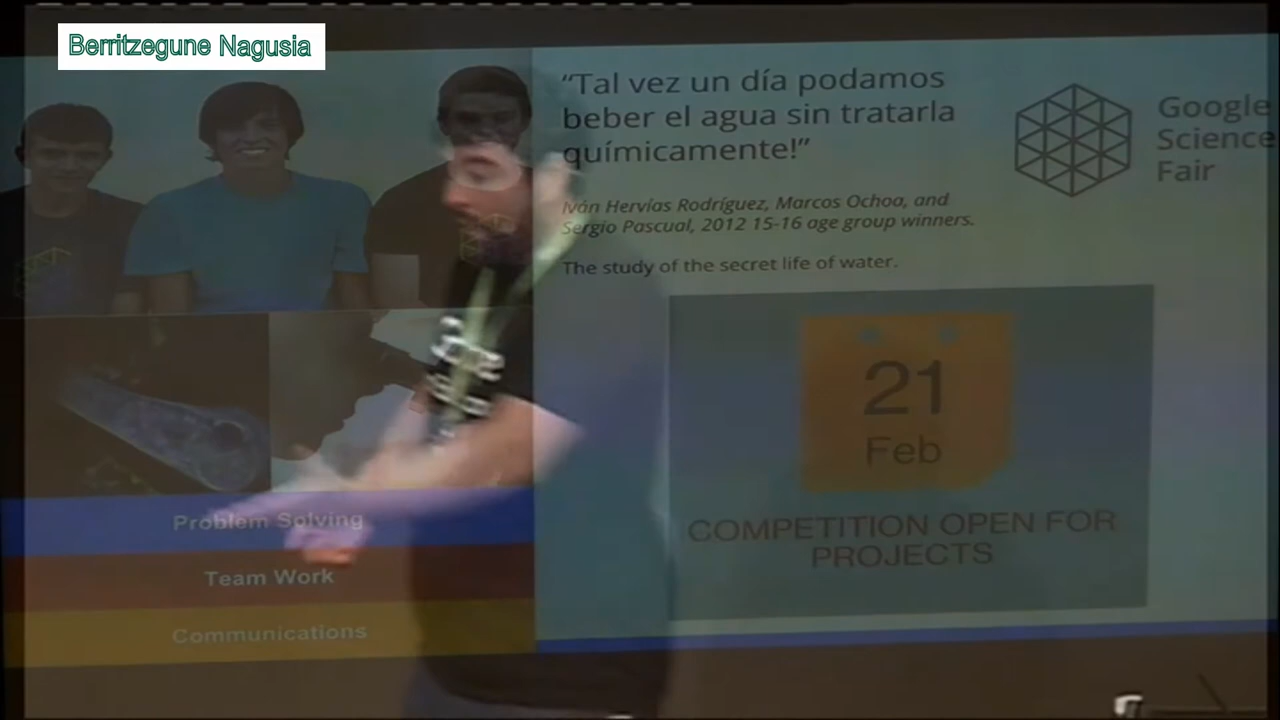 Berritzegune Nagusia
“Tal vez un día podamos
beber el agua sin tratarla
químicamente!”
Iván Hervías Rodríguez, Marcos Ochoa, and
Sergio Pascual, 2012 15-16 age group winners.
The study of the secret life of water.
Google
Science
Fair
21
Feb
COMPETITION OPEN FOR
PROJECTS
Problem Solving
Team Work
Communications